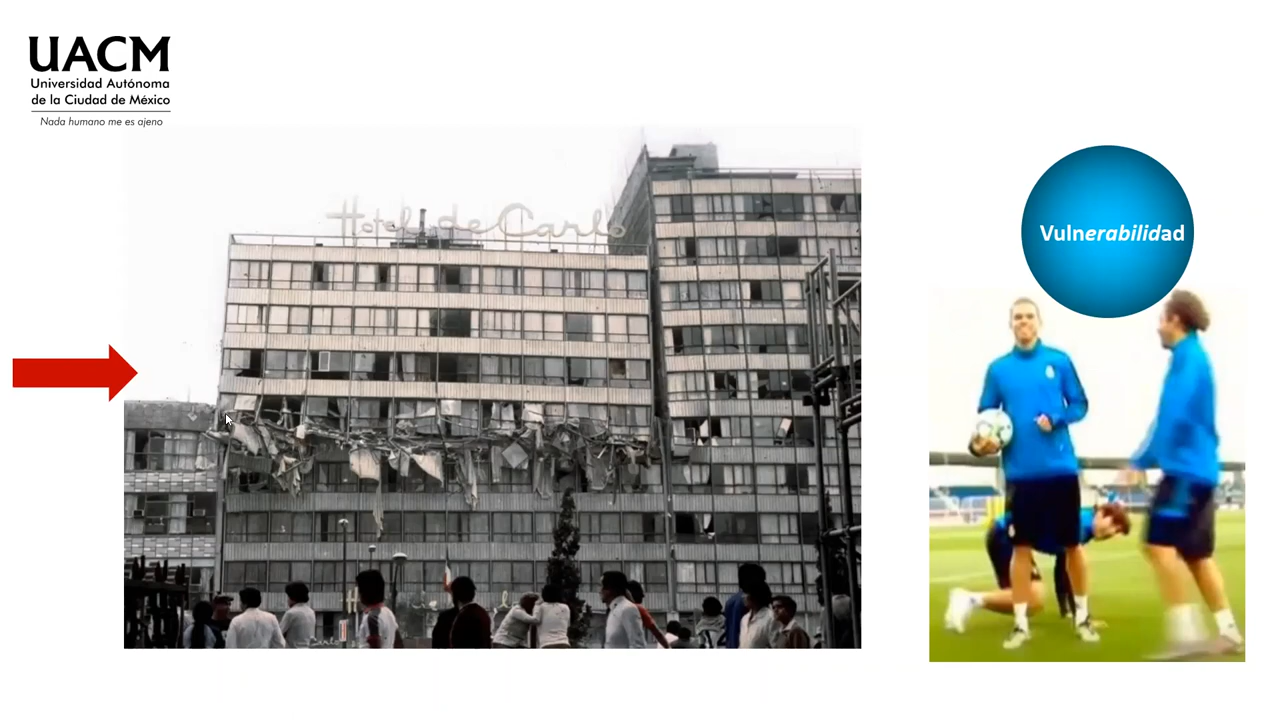 UACM
Universidad Autónoma
de la Ciudad de México
Nada humano me es ajeno
Hotel de Carlo
Vulnerabilidad